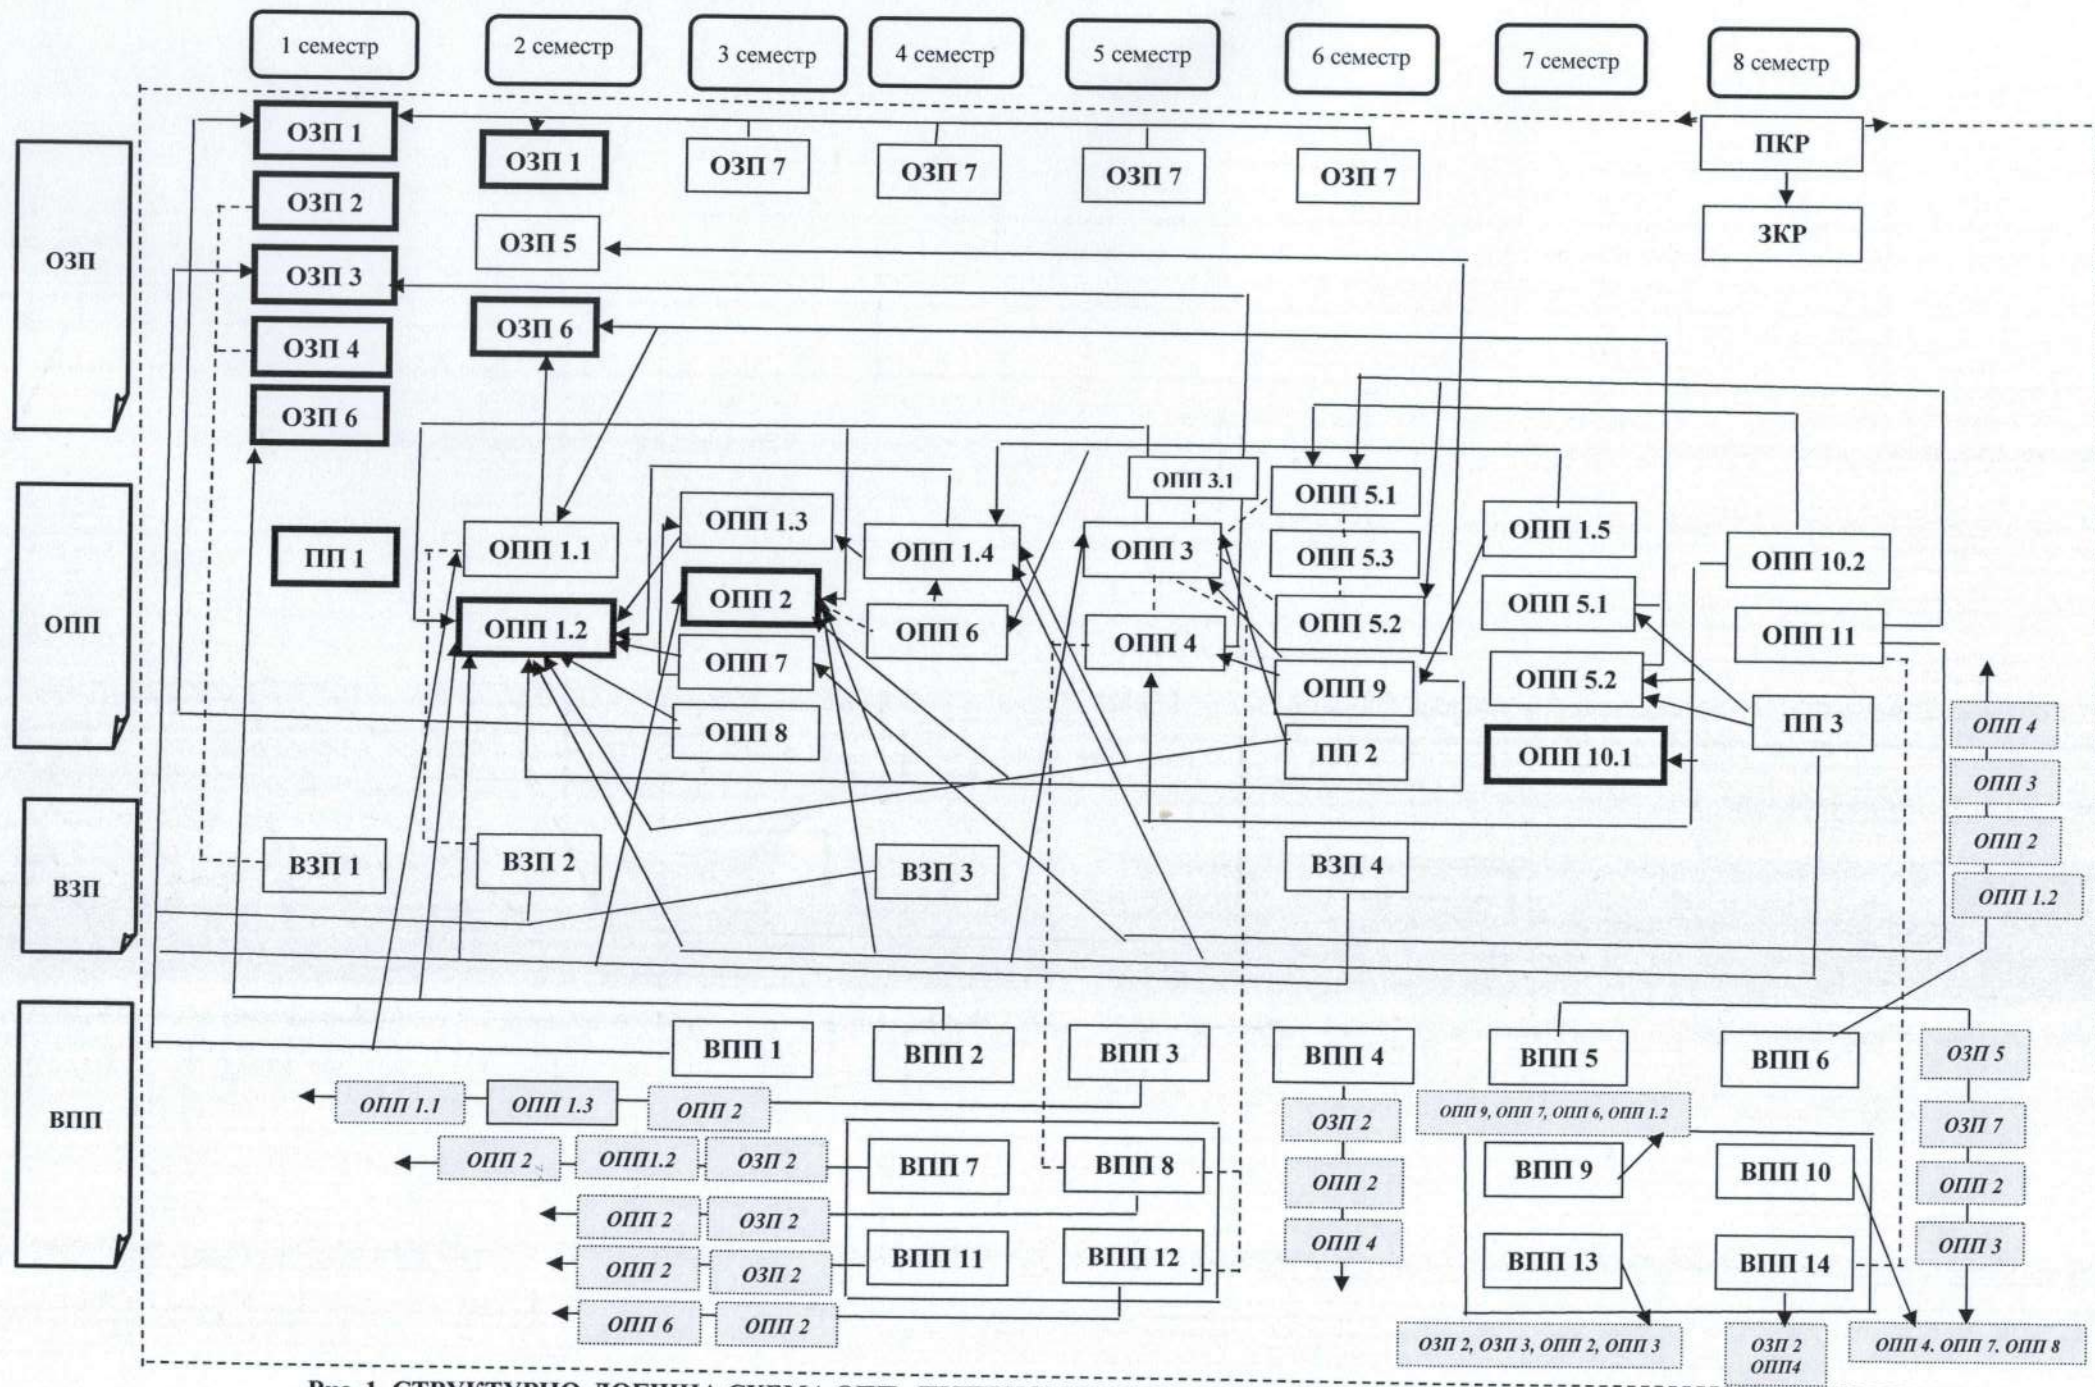 1 семестр
2 семестр
3 семестр
4 семестр
5 семестр
6 семестр
7 семестр
8 семестр
ОЗП
ОПП
ВЗП
ВПП
ОЗП 1
ОЗП 1
ОЗП 7
ОЗП 7
ОЗП 7
ОЗП 7
ПКР
ОЗП 2
ОЗП 5
ЗКР
ОЗП 3
ОЗП 6
ОЗП 4
ОЗП 6
ПП 1
ОПП 1.1
ОПП 1.3
ОПП 1.4
ОПП 3.1
ОПП 3
ОПП 5.1
ОПП 5.3
ОПП 1.5
ОПП 10.2
ОПП 1.2
ОПП 2
ОПП 6
ОПП 4
ОПП 5.2
ОПП 5.1
ОПП 11
ОПП 7
ОПП 9
ОПП 5.2
ПП 3
ОПП 8
ПП 2
ОПП 10.1
ОПП 4
ОПП 3
ОПП 2
ОПП 1.2
ВЗП 1
ВЗП 2
ВЗП 3
ВЗП 4
ВПП 1
ВПП 2
ВПП 3
ВПП 4
ВПП 5
ВПП 6
ОЗП 5
ОЗП 7
ОПП 2
ОПП 3
ОПП 1.1
ОПП 1.3
ОПП 2
ОЗП 2
ОПП 2
ОПП 4
ОПП 9, ОПП 7, ОПП 6, ОПП 1.2
ОПП 2
ОПП1.2
ОЗП 2
ВПП 7
ВПП 8
ВПП 9
ВПП 10
ОПП 2
ОЗП 2
ОПП 2
ОЗП 2
ВПП 11
ВПП 12
ВПП 13
ВПП 14
ОПП 6
ОПП 2
ОЗП 2, ОЗП 3, ОПП 2, ОПП 3
ОЗП 2
ОПП4
ОПП 4. ОПП 7. ОПП 8